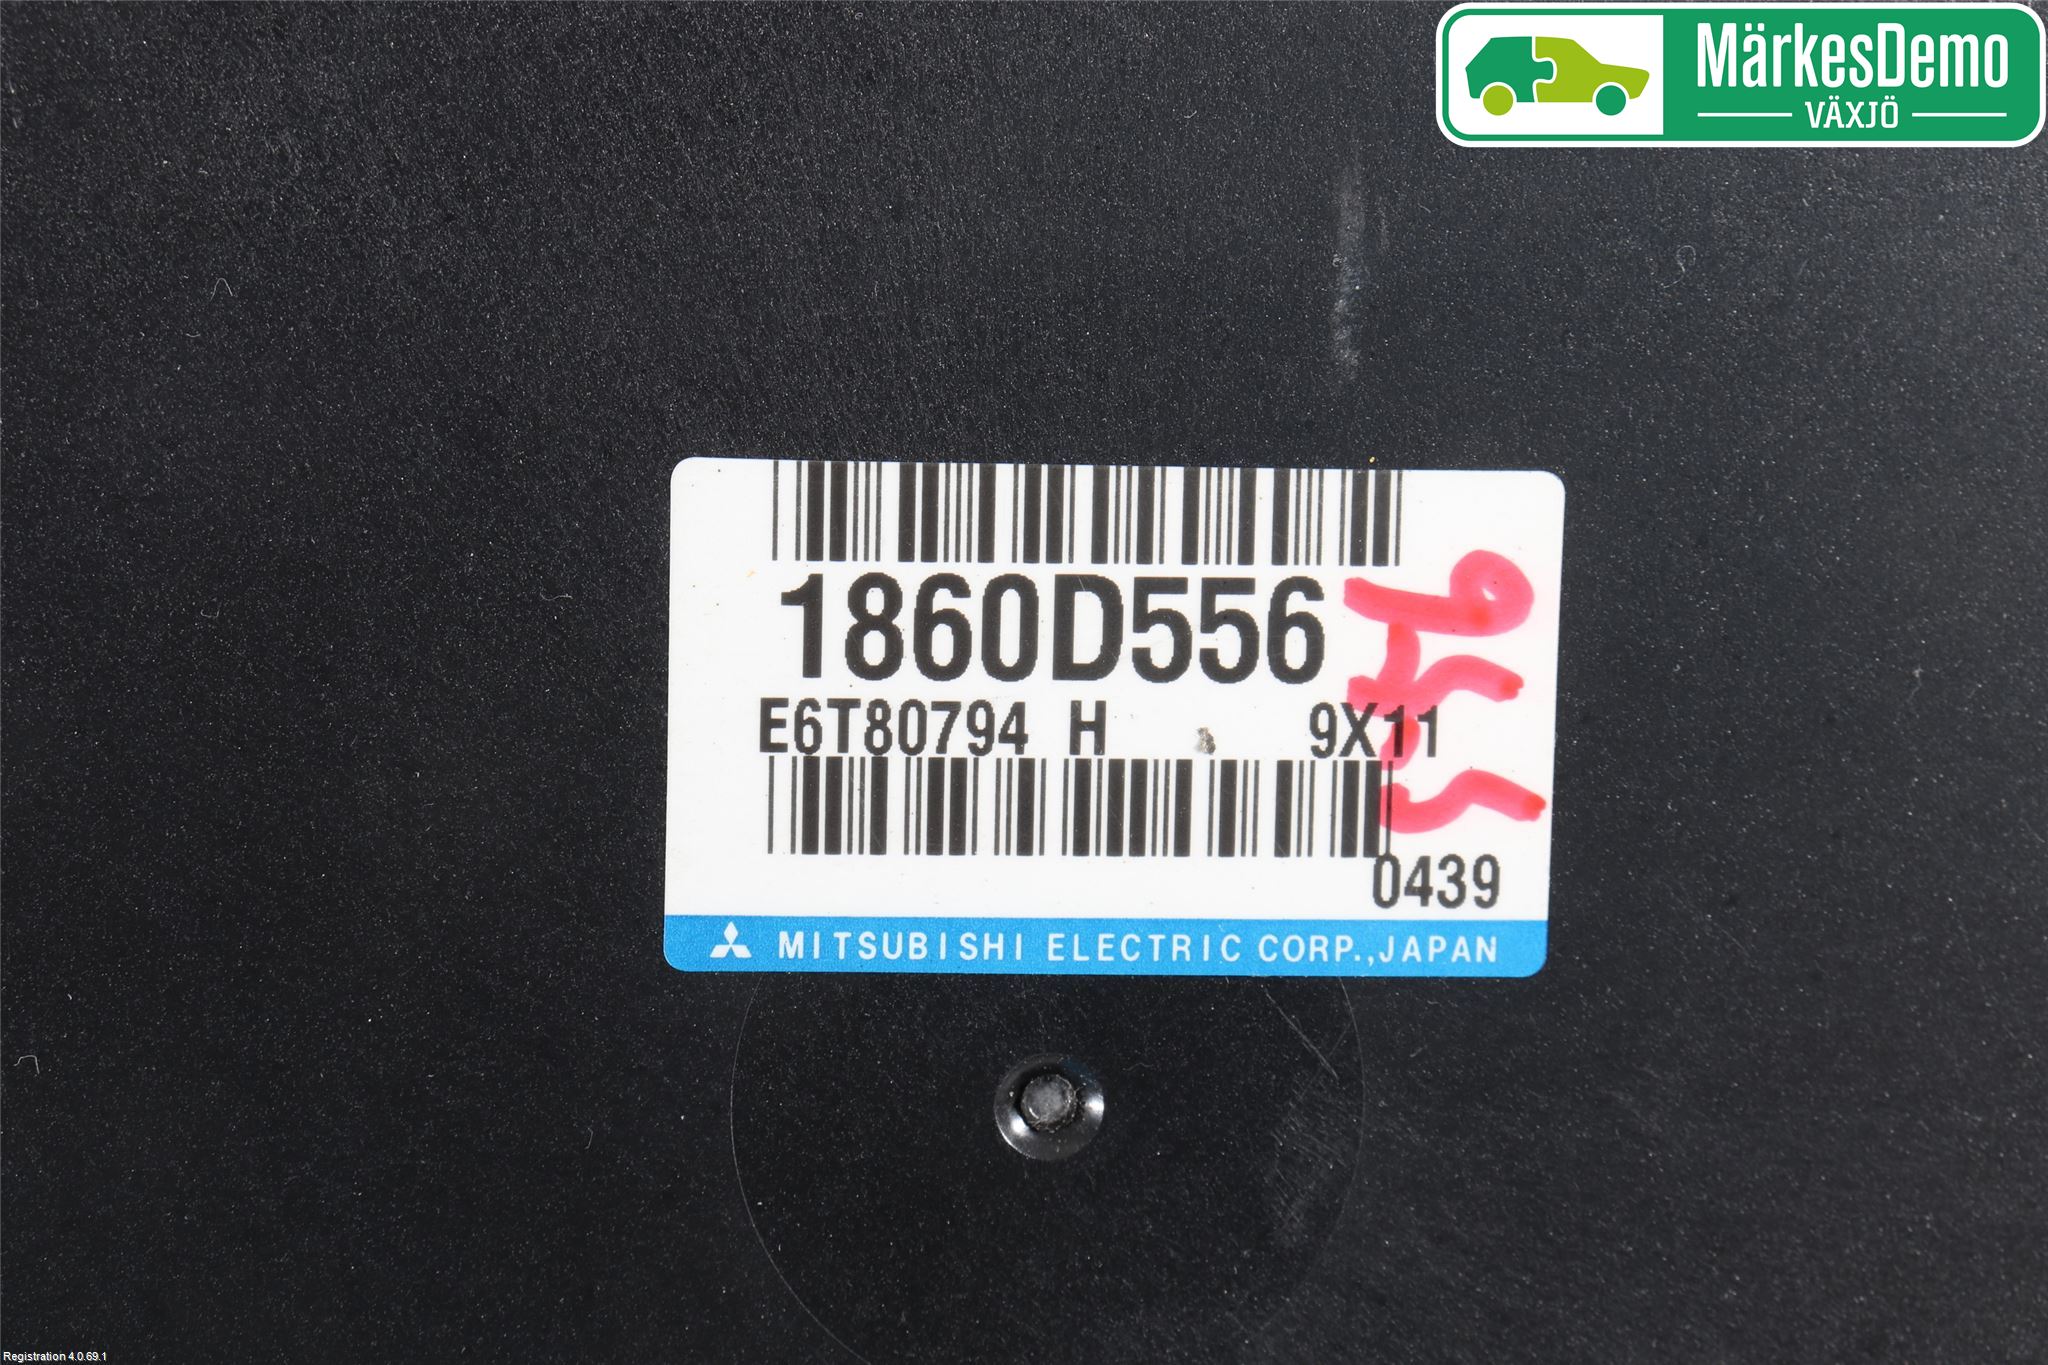 MärkesDemo
VÄXJÖ
1860D556
E6T80794 H 9X11
0439
MITSUBISHI ELECTRIC CORP.,JAPAN
Registration 4.0.69.1